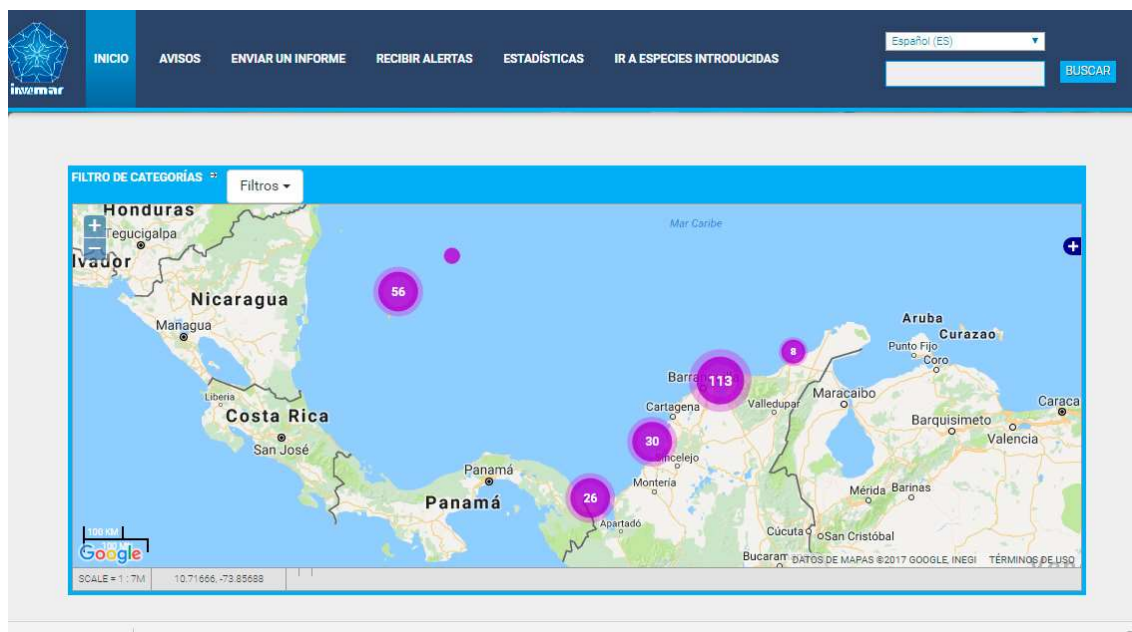 Español (ES)
INICIO AVISOS ENVIAR UN INFORME RECIBIR ALERTAS ESTADÍSTICAS IR A ESPECIES INTRODUCIDAS
BUSCAR
invemar
FILTRO DE CATEGORÍAS Filtros
Honduras
Mar Caribe
+
Tegucigalpa
−
+
lvador
56
Nicaragua
Managua
Aruba
Curazao
8
Punto Fijo
Coro
Barran
113
Maracaibo
Liberia
Cartagena
Valledupar
Caraca
Costa Rica
Barquisimeto
30
San José
Valencia
Sincelejo
Panamá
Montería
Mérida
Barinas
Panamá
26
Apartadó
100 KM
Cúcuta
San Cristóbal
Google
Bucaram
DATOS DE MAPAS ©2017 GOOGLE, INEGI TÉRMINOS DE USO
SCALE = 1 : 7M 10.71666, -73.85688